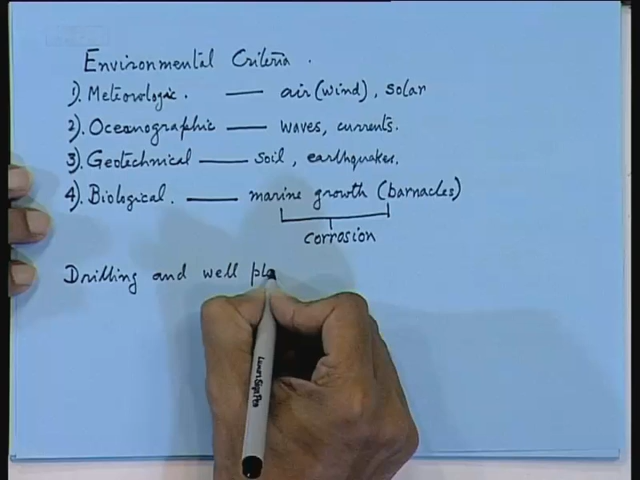 Environmental Criteria .
1). Meteorologic. — air (wind), solar
2). Oceanographic — waves, currents.
3). Geotechnical — soil, earthquakes.
4). Biological. — marine growth (barnacles)
corrosion
Drilling and well pla